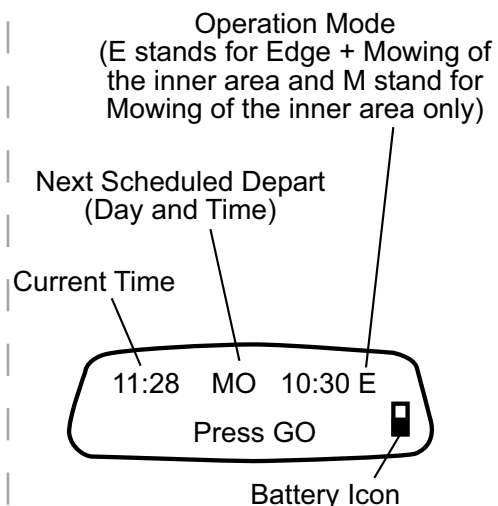 Operation Mode
(E stands for Edge + Mowing of
the inner area and M stand for
Mowing of the inner area only)
Next Scheduled Depart
(Day and Time)
Current Time
11:28 MO 10:30 E
Press GO
Battery Icon